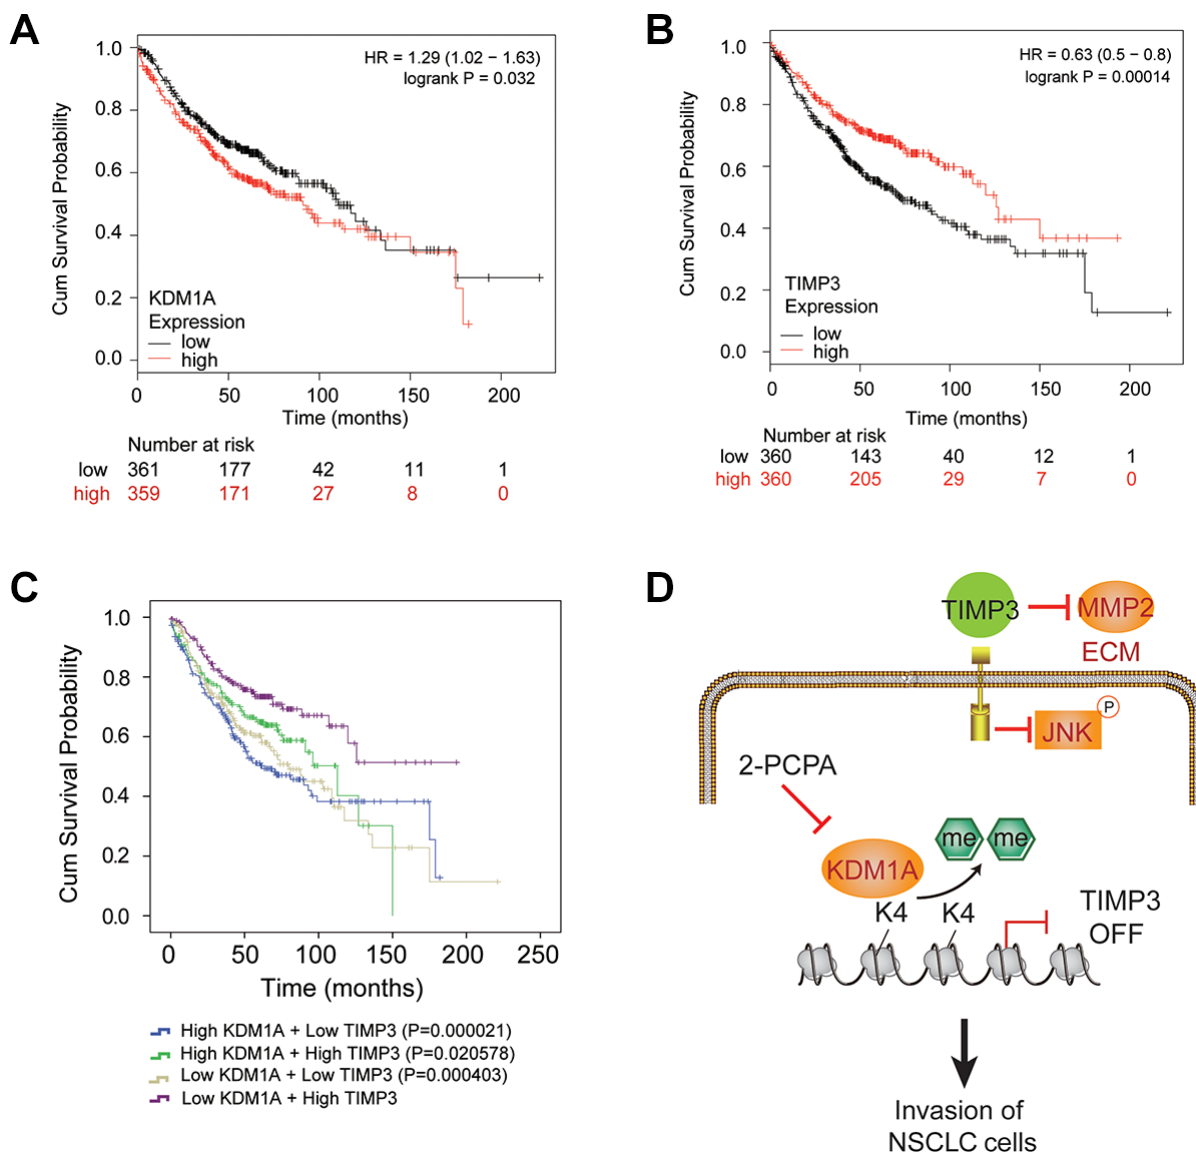 A
1.0
0.8
0.6
0.4
0.2
0.0
Cum Survival Probability
HR = 1.29 (1.02 − 1.63)
logrank P = 0.032
KDM1A
Expression
low
high
0 50 100 150 200
Time (months)
Number at risk
low 361 177 42 11 1
high 359 171 27 8 0
B
1.0
0.8
0.6
0.4
0.2
0.0
Cum Survival Probability
HR = 0.63 (0.5 − 0.8)
logrank P = 0.00014
TIMP3
Expression
low
high
0 50 100 150 200
Time (months)
Number at risk
low 360 143 40 12 1
high 360 205 29 7 0
C
1.0
0.8
0.6
0.4
0.2
0.0
Cum Survival Probability
0 50 100 150 200 250
Time (months)
High KDM1A + Low TIMP3 (P=0.000021)
High KDM1A + High TIMP3 (P=0.020578)
Low KDM1A + Low TIMP3 (P=0.000403)
Low KDM1A + High TIMP3
D
TIMP3 MMP2
ECM
P
JNK
2-PCPA
me me
KDM1A
K4 K4
TIMP3
OFF
Invasion of
NSCLC cells